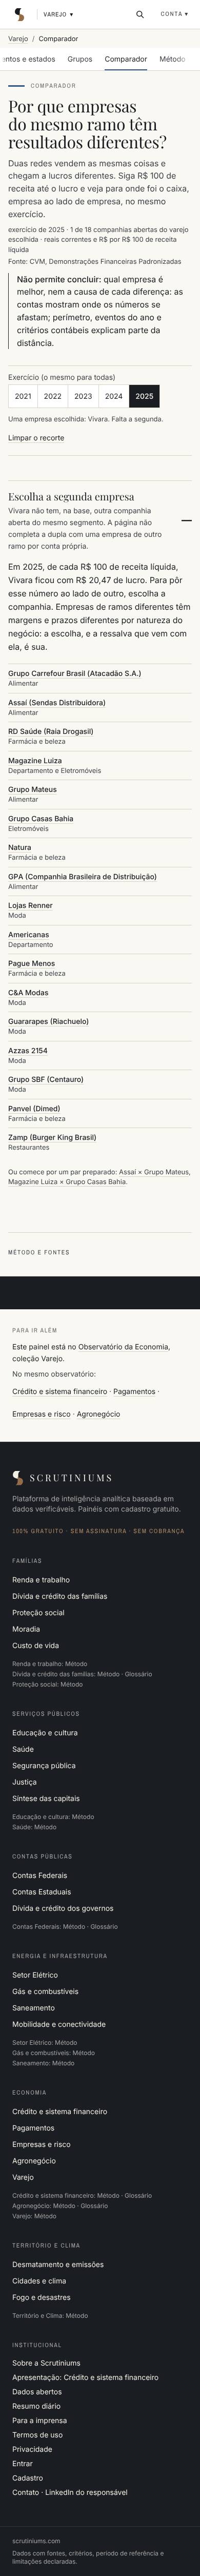 VAREJO ▾
CONTA ▾
Varejo / Comparador
entos e estados Grupos Comparador Método
COMPARADOR
Por que empresas
do mesmo ramo têm
resultados diferentes?
Duas redes vendem as mesmas coisas e
chegam a lucros diferentes. Siga R$ 100 de
receita até o lucro e veja para onde foi o caixa,
empresa ao lado de empresa, no mesmo
exercício.
exercício de 2025 · 1 de 18 companhias abertas do varejo
escolhida · reais correntes e R$ por R$ 100 de receita
líquida
Fonte: CVM, Demonstrações Financeiras Padronizadas
Não permite concluir: qual empresa é
melhor, nem a causa de cada diferença: as
contas mostram onde os números se
afastam; perímetro, eventos do ano e
critérios contábeis explicam parte da
distância.
Exercício (o mesmo para todas)
2021 2022 2023 2024 2025
Uma empresa escolhida: Vivara. Falta a segunda.
Limpar o recorte
Escolha a segunda empresa
Vivara não tem, na base, outra companhia
aberta do mesmo segmento. A página não
completa a dupla com uma empresa de outro
ramo por conta própria.
Em 2025, de cada R$ 100 de receita líquida,
Vivara ficou com R$ 20,47 de lucro. Para pôr
esse número ao lado de outro, escolha a
companhia. Empresas de ramos diferentes têm
margens e prazos diferentes por natureza do
negócio: a escolha, e a ressalva que vem com
ela, é sua.
Grupo Carrefour Brasil (Atacadão S.A.)
Alimentar
Assaí (Sendas Distribuidora)
Alimentar
RD Saúde (Raia Drogasil)
Farmácia e beleza
Magazine Luiza
Departamento e Eletromóveis
Grupo Mateus
Alimentar
Grupo Casas Bahia
Eletromóveis
Natura
Farmácia e beleza
GPA (Companhia Brasileira de Distribuição)
Alimentar
Lojas Renner
Moda
Americanas
Departamento
Pague Menos
Farmácia e beleza
C&A Modas
Moda
Guararapes (Riachuelo)
Moda
Azzas 2154
Moda
Grupo SBF (Centauro)
Moda
Panvel (Dimed)
Farmácia e beleza
Zamp (Burger King Brasil)
Restaurantes
Ou comece por um par preparado: Assaí × Grupo Mateus,
Magazine Luiza × Grupo Casas Bahia.
MÉTODO E FONTES
PARA IR ALÉM
Este painel está no Observatório da Economia,
coleção Varejo.
No mesmo observatório:
Crédito e sistema financeiro · Pagamentos ·
Empresas e risco · Agronegócio
SCRUTINIUMS
Plataforma de inteligência analítica baseada em
dados verificáveis. Painéis com cadastro gratuito.
100% GRATUITO · SEM ASSINATURA · SEM COBRANÇA
FAMÍLIAS
Renda e trabalho
Dívida e crédito das famílias
Proteção social
Moradia
Custo de vida
Renda e trabalho: Método
Dívida e crédito das famílias: Método · Glossário
Proteção social: Método
SERVIÇOS PÚBLICOS
Educação e cultura
Saúde
Segurança pública
Justiça
Síntese das capitais
Educação e cultura: Método
Saúde: Método
CONTAS PÚBLICAS
Contas Federais
Contas Estaduais
Dívida e crédito dos governos
Contas Federais: Método · Glossário
ENERGIA E INFRAESTRUTURA
Setor Elétrico
Gás e combustíveis
Saneamento
Mobilidade e conectividade
Setor Elétrico: Método
Gás e combustíveis: Método
Saneamento: Método
ECONOMIA
Crédito e sistema financeiro
Pagamentos
Empresas e risco
Agronegócio
Varejo
Crédito e sistema financeiro: Método · Glossário
Agronegócio: Método · Glossário
Varejo: Método
TERRITÓRIO E CLIMA
Desmatamento e emissões
Cidades e clima
Fogo e desastres
Território e Clima: Método
INSTITUCIONAL
Sobre a Scrutiniums
Apresentação: Crédito e sistema financeiro
Dados abertos
Resumo diário
Para a imprensa
Termos de uso
Privacidade
Entrar
Cadastro
Contato · LinkedIn do responsável
scrutiniums.com
Dados com fontes, critérios, período de referência e
limitações declaradas.